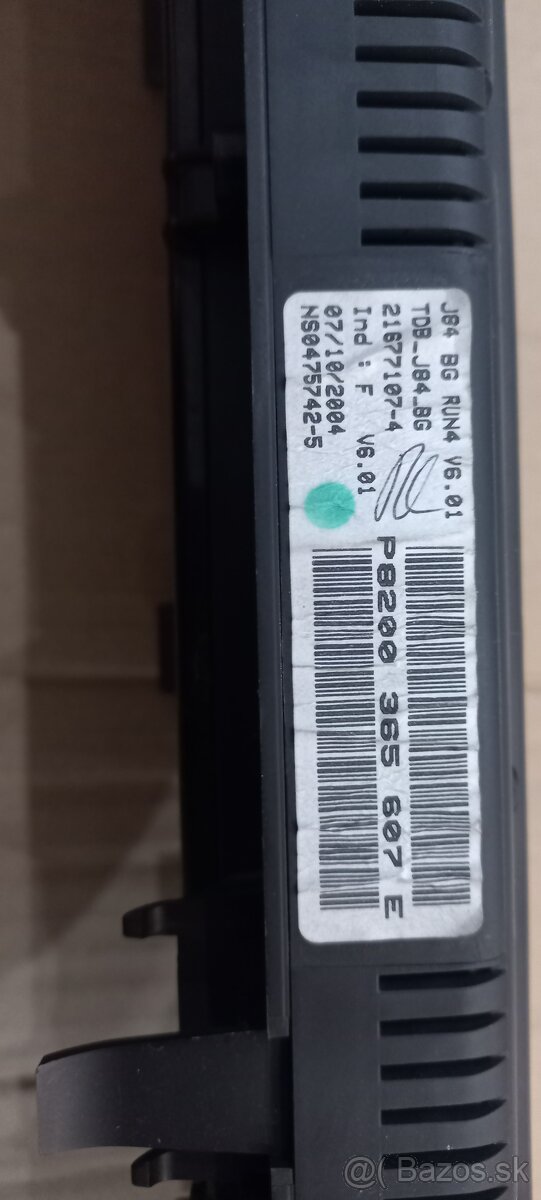 J84 BG RUN4 V6.01
TDB_J84_BG
21677107-4
Ind : F V6.01
07/10/2004
NS0475742-5
P8200 365 607 E
@( Bazos.sk